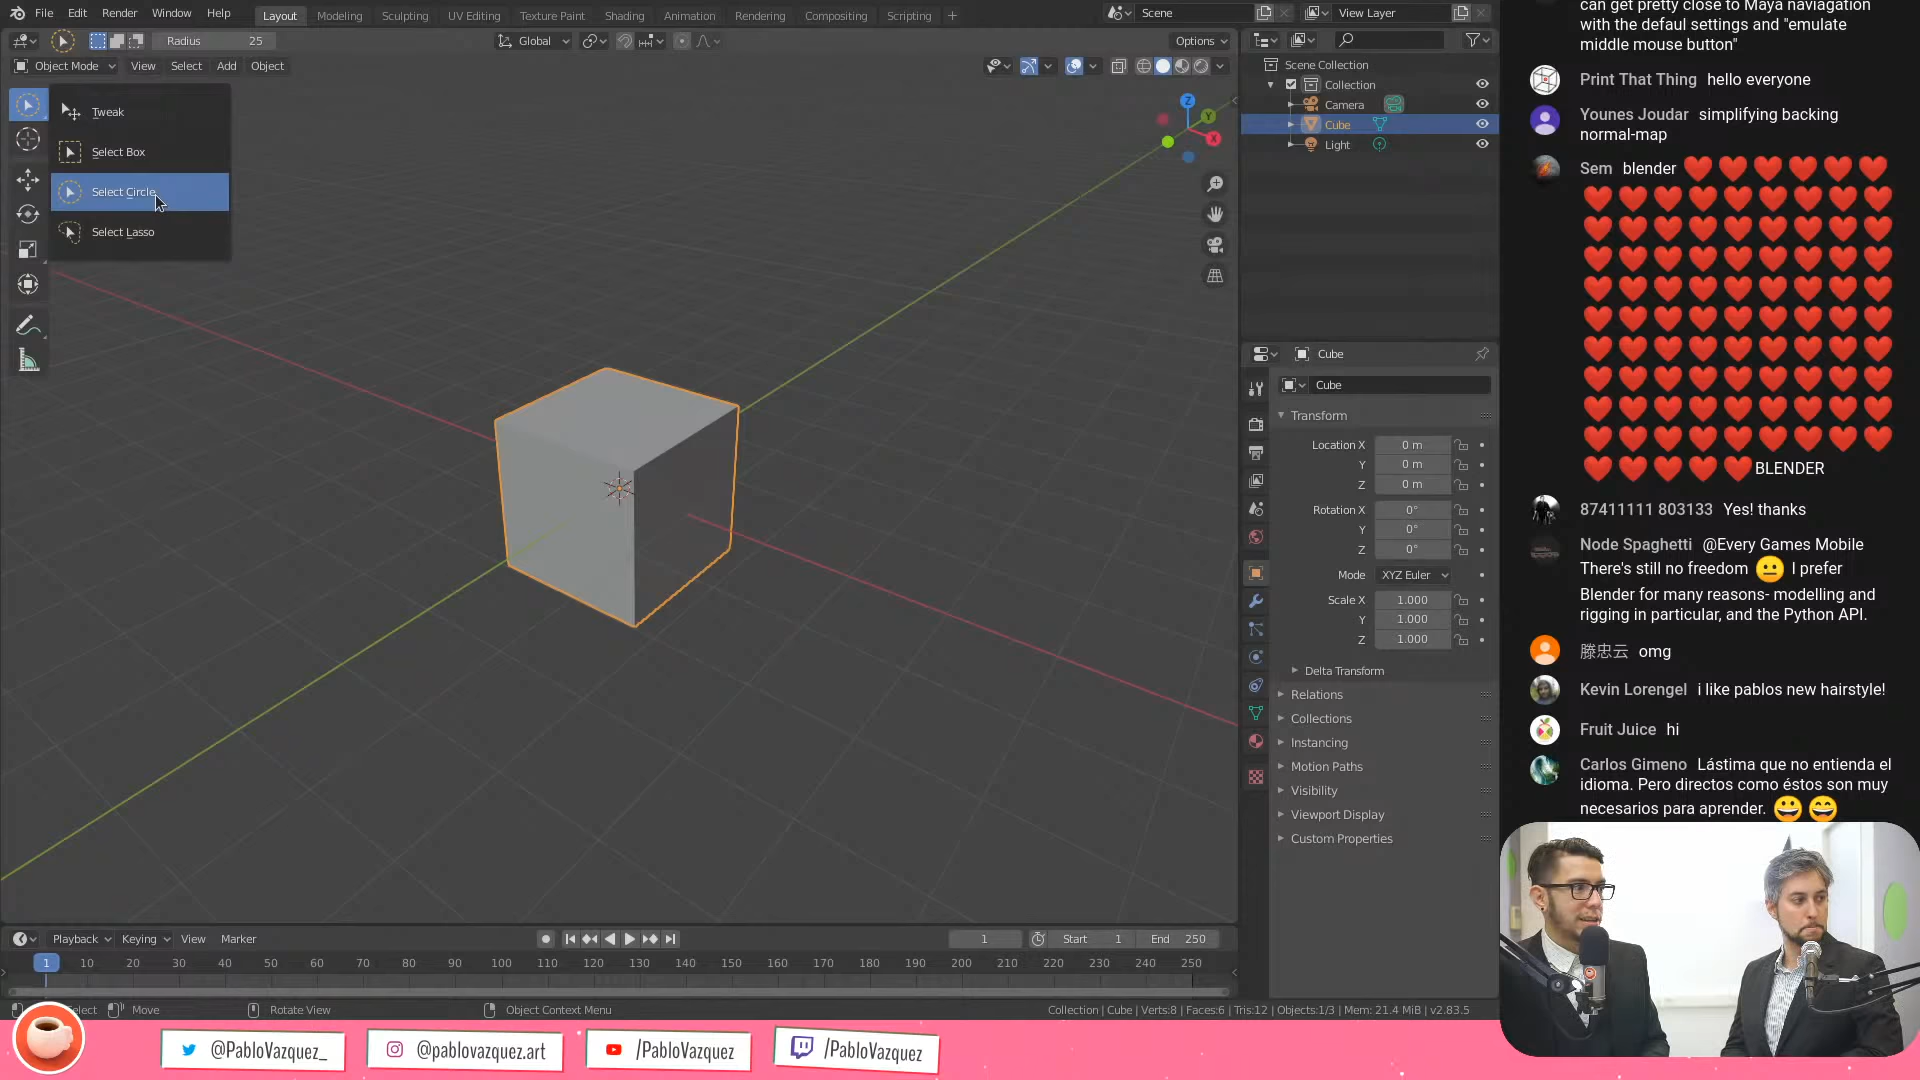 File Edit Render Window Help
Layout Modeling Sculpting UV Editing Texture Paint Shading Animation Rendering Compositing Scripting +
Scene
View Layer
Radius 25
Global
Options
Object Mode View Select Add Object
Tweak
Select Box
Select Circle
Select Lasso
Z
Y
X
Scene Collection
Collection
Camera
Cube
Light
Cube
Cube
Transform
Location X 0 m
Y 0 m
Z 0 m
Rotation X 0°
Y 0°
Z 0°
Mode XYZ Euler
Scale X 1.000
Y 1.000
Z 1.000
Delta Transform
Relations
Collections
Instancing
Motion Paths
Visibility
Viewport Display
Custom Properties
Playback Keying View Marker
1 Start 1 End 250
1 10 20 30 40 50 60 70 80 90 100 110 120 130 140 150 160 170 180 190 200 210 220 230 240 250
Move Rotate View Object Context Menu
Collection | Cube | Verts:8 | Faces:6 | Tris:12 | Objects:1/3 | Mem: 21.4 MiB | v2.83.5
can get pretty close to Maya naviagation
with the defaul settings and "emulate
middle mouse button"
Print That Thing hello everyone
Younes Joudar simplifying backing
normal-map
Sem blender ❤️❤️❤️❤️❤️❤️
❤️❤️❤️❤️❤️❤️❤️❤️❤️
❤️❤️❤️❤️❤️❤️❤️❤️❤️
❤️❤️❤️❤️❤️❤️❤️❤️❤️
❤️❤️❤️❤️❤️❤️❤️❤️❤️
❤️❤️❤️❤️❤️❤️❤️❤️❤️
❤️❤️❤️❤️❤️❤️❤️❤️❤️
❤️❤️❤️❤️❤️❤️❤️❤️❤️
❤️❤️❤️❤️❤️❤️❤️❤️❤️
❤️❤️❤️❤️❤️❤️❤️❤️❤️
❤️❤️❤️❤️❤️BLENDER
87411111 803133 Yes! thanks
Node Spaghetti @Every Games Mobile
There's still no freedom 😐 I prefer
Blender for many reasons- modelling and
rigging in particular, and the Python API.
滕忠云 omg
Kevin Lorengel i like pablos new hairstyle!
Fruit Juice hi
Carlos Gimeno Lástima que no entienda el
idioma. Pero directos como éstos son muy
necesarios para aprender. 😀 😄
@PabloVazquez_
@pablovazquez.art
/PabloVazquez
/PabloVazquez